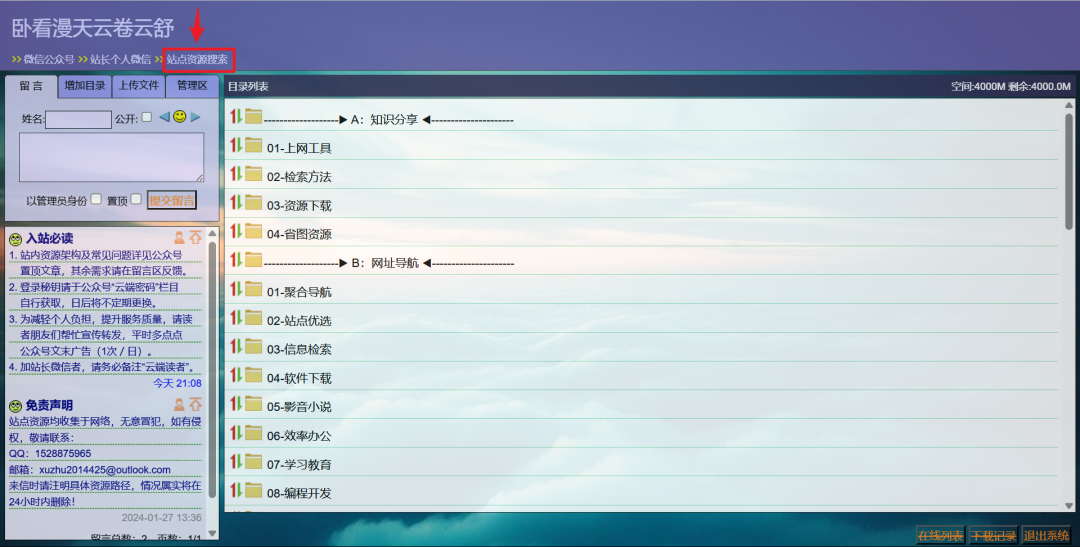 卧看漫天云卷云舒
>> 微信公众号 >> 站长个人微信 >> 站点资源搜索
留 言 增加目录 上传文件 管理区
目录列表
空间:4000M 剩余:4000.0M
姓名: 公开:
以管理员身份 置顶 提交留言
入站必读
1. 站内资源架构及常见问题详见公众号
置顶文章，其余需求请在留言区反馈。
2. 登录秘钥请于公众号“云端密码”栏目
自行获取，日后将不定期更换。
3. 为减轻个人负担，提升服务质量，请读
者朋友们帮忙宣传转发，平时多点点
公众号文末广告（1次 / 日）。
4. 加站长微信者，请务必备注“云端读者”。
今天 21:08
免责声明
站点资源均收集于网络，无意冒犯，如有侵
权，敬请联系：
QQ：1528875965
邮箱：xuzhu2014425@outlook.com
来信时请注明具体资源路径，情况属实将在
24小时内删除！
2024-01-27 13:36
留言总数：2，页数：1/1
-------------------▶ A：知识分享 ◀---------------------
01-上网工具
02-检索方法
03-资源下载
04-省图资源
-------------------▶ B：网址导航 ◀---------------------
01-聚合导航
02-站点优选
03-信息检索
04-软件下载
05-影音小说
06-效率办公
07-学习教育
08-编程开发
在线列表 下载记录 退出系统